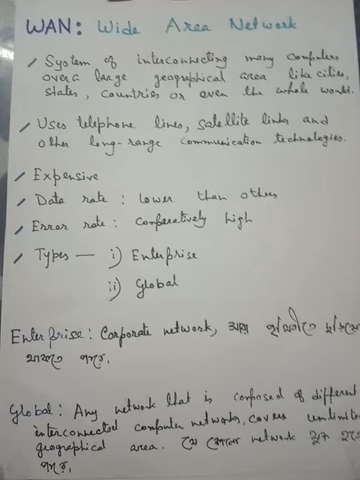 WAN: Wide Area Network
System of interconnecting many computers
over a large geographical area like cities,
states, countries or even the whole world.
Uses telephone lines, satellite links and
other long-range communication technologies.
Expensive
Data rate: lower than others
Error rate: comparatively high
Types — i) Enterprise
ii) Global
Enterprise: Corporate network, সারা পৃথিবীতে ছড়িয়ে
থাকতে পারে.
Global: Any network that is composed of different
interconnected computer networks, covers unlimited
geographical area. যে কোনো network যুক্ত হতে
পারে.